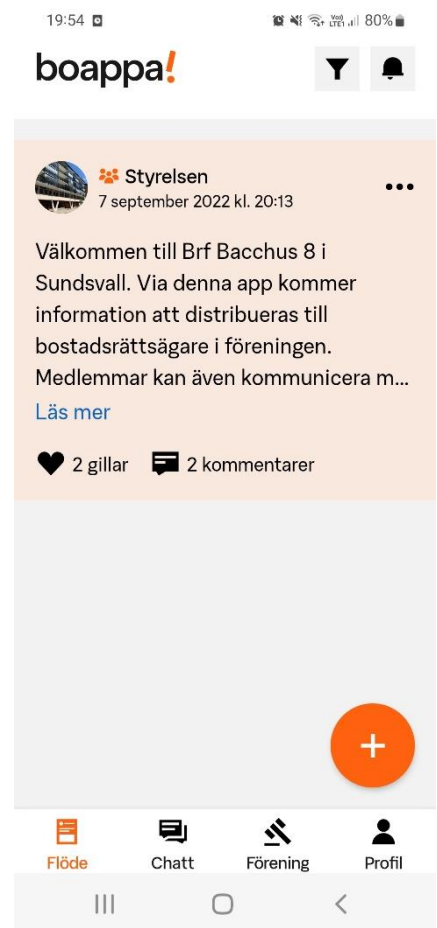 19:54 80%
boappa!
Styrelsen
7 september 2022 kl. 20:13
Välkommen till Brf Bacchus 8 i
Sundsvall. Via denna app kommer
information att distribueras till
bostadsrättsägare i föreningen.
Medlemmar kan även kommunicera m...
Läs mer
2 gillar 2 kommentarer
Flöde Chatt Förening Profil